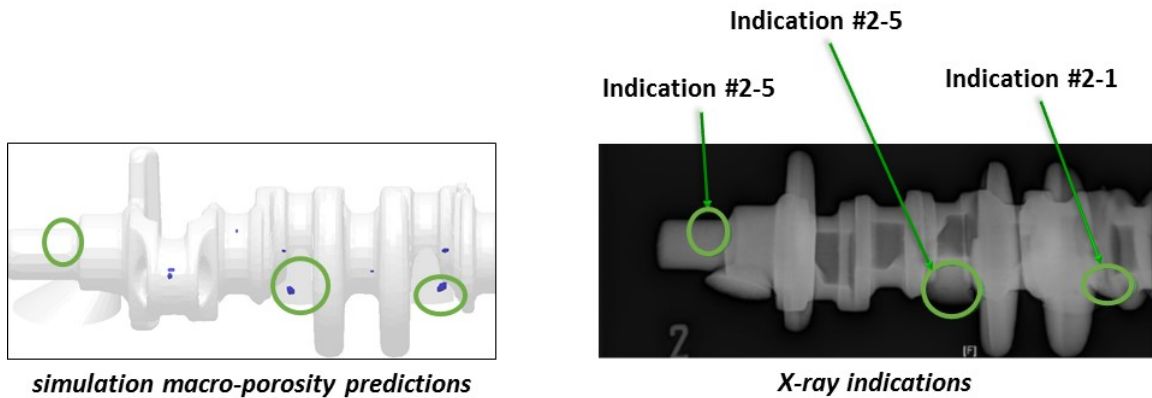 Indication #2-5
Indication #2-5
Indication #2-1
2
[F]
simulation macro-porosity predictions
X-ray indications